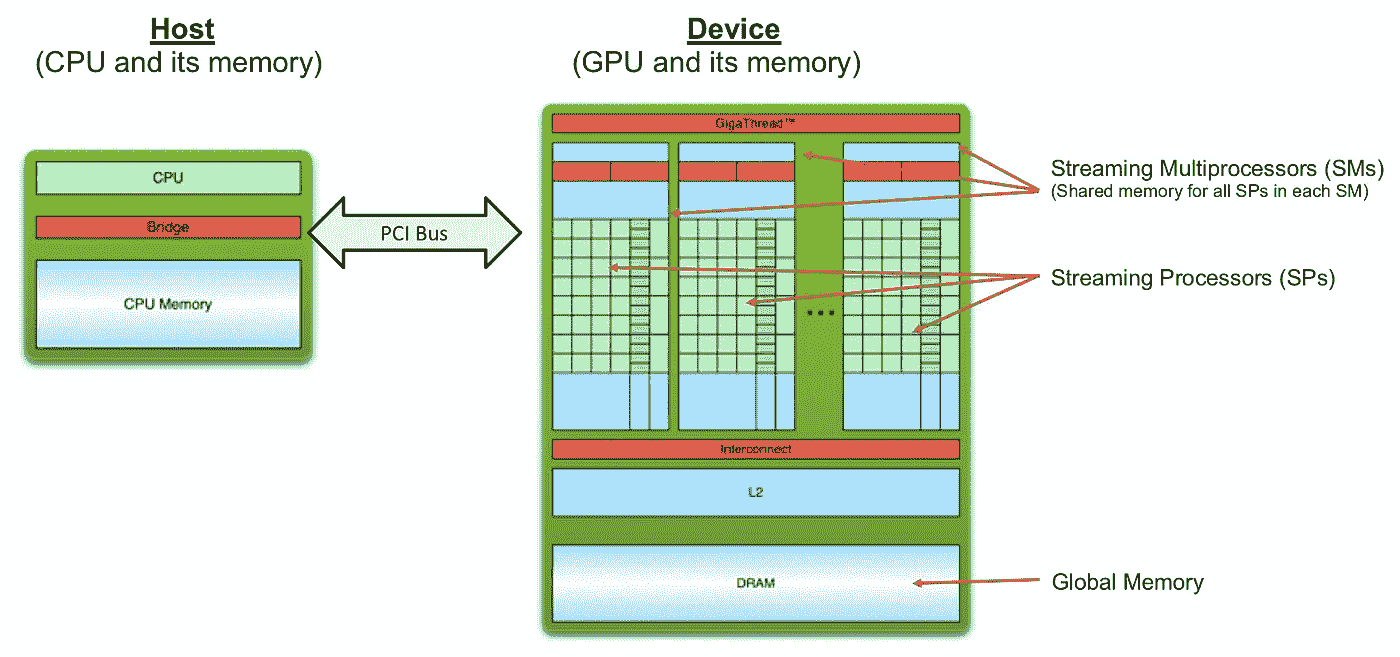 Host
(CPU and its memory)
Device
(GPU and its memory)
CPU
Bridge
CPU Memory
PCI Bus
GigaThread™
...
Interconnect
L2
DRAM
Streaming Multiprocessors (SMs)
(Shared memory for all SPs in each SM)
Streaming Processors (SPs)
Global Memory